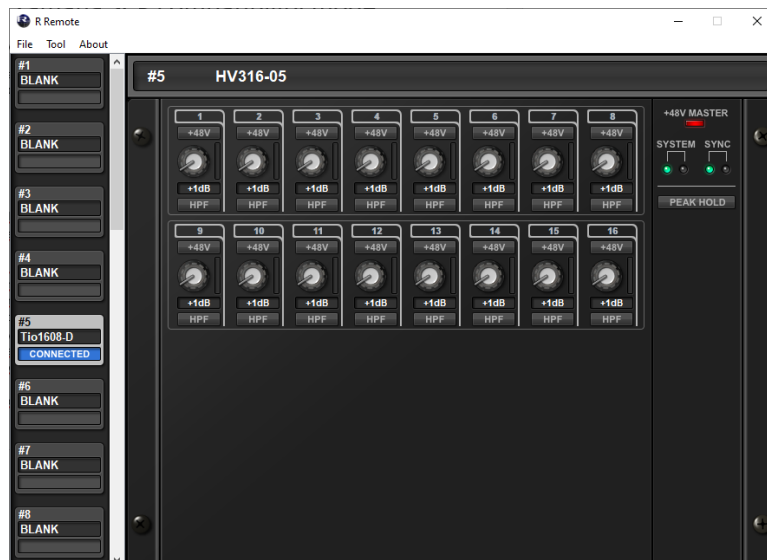 R Remote
File Tool About
#1
BLANK
#2
BLANK
#3
BLANK
#4
BLANK
#5
Tio1608-D
CONNECTED
#6
BLANK
#7
BLANK
#8
BLANK
#5 HV316-05
1 2 3 4 5 6 7 8
+48V +48V +48V +48V +48V +48V +48V +48V
+1dB +1dB +1dB +1dB +1dB +1dB +1dB +1dB
HPF HPF HPF HPF HPF HPF HPF HPF
9 10 11 12 13 14 15 16
+48V +48V +48V +48V +48V +48V +48V +48V
+1dB +1dB +1dB +1dB +1dB +1dB +1dB +1dB
HPF HPF HPF HPF HPF HPF HPF HPF
+48V MASTER
SYSTEM SYNC
PEAK HOLD